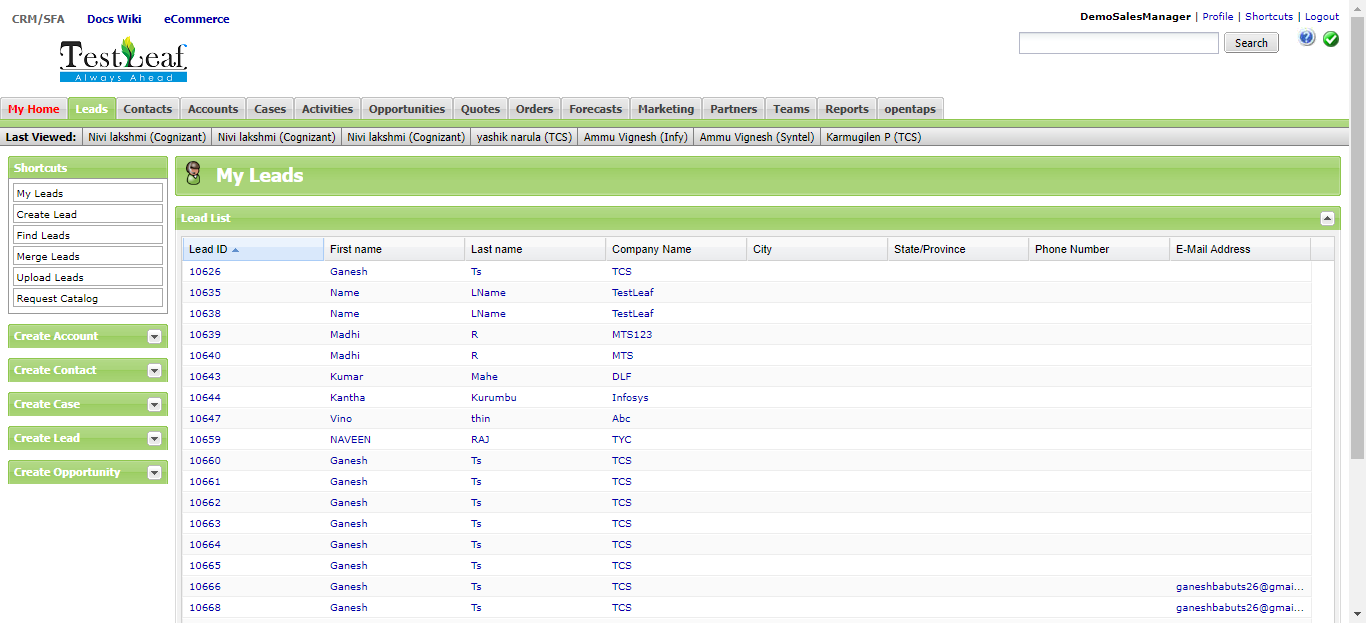 CRM/SFA Docs Wiki eCommerce
DemoSalesManager | Profile | Shortcuts | Logout
TestLeaf
Always Ahead
Search
My Home Leads Contacts Accounts Cases Activities Opportunities Quotes Orders Forecasts Marketing Partners Teams Reports opentaps
Last Viewed: Nivi lakshmi (Cognizant) Nivi lakshmi (Cognizant) Nivi lakshmi (Cognizant) yashik narula (TCS) Ammu Vignesh (Infy) Ammu Vignesh (Syntel) Karmugilen P (TCS)
Shortcuts
My Leads
Create Lead
Find Leads
Merge Leads
Upload Leads
Request Catalog
Create Account
Create Contact
Create Case
Create Lead
Create Opportunity
My Leads
Lead List
Lead ID First name Last name Company Name City State/Province Phone Number E-Mail Address
10626 Ganesh Ts TCS
10635 Name LName TestLeaf
10638 Name LName TestLeaf
10639 Madhi R MTS123
10640 Madhi R MTS
10643 Kumar Mahe DLF
10644 Kantha Kurumbu Infosys
10647 Vino thin Abc
10659 NAVEEN RAJ TYC
10660 Ganesh Ts TCS
10661 Ganesh Ts TCS
10662 Ganesh Ts TCS
10663 Ganesh Ts TCS
10664 Ganesh Ts TCS
10665 Ganesh Ts TCS
10666 Ganesh Ts TCS ganeshbabuts26@gmai...
10668 Ganesh Ts TCS ganeshbabuts26@gmai...